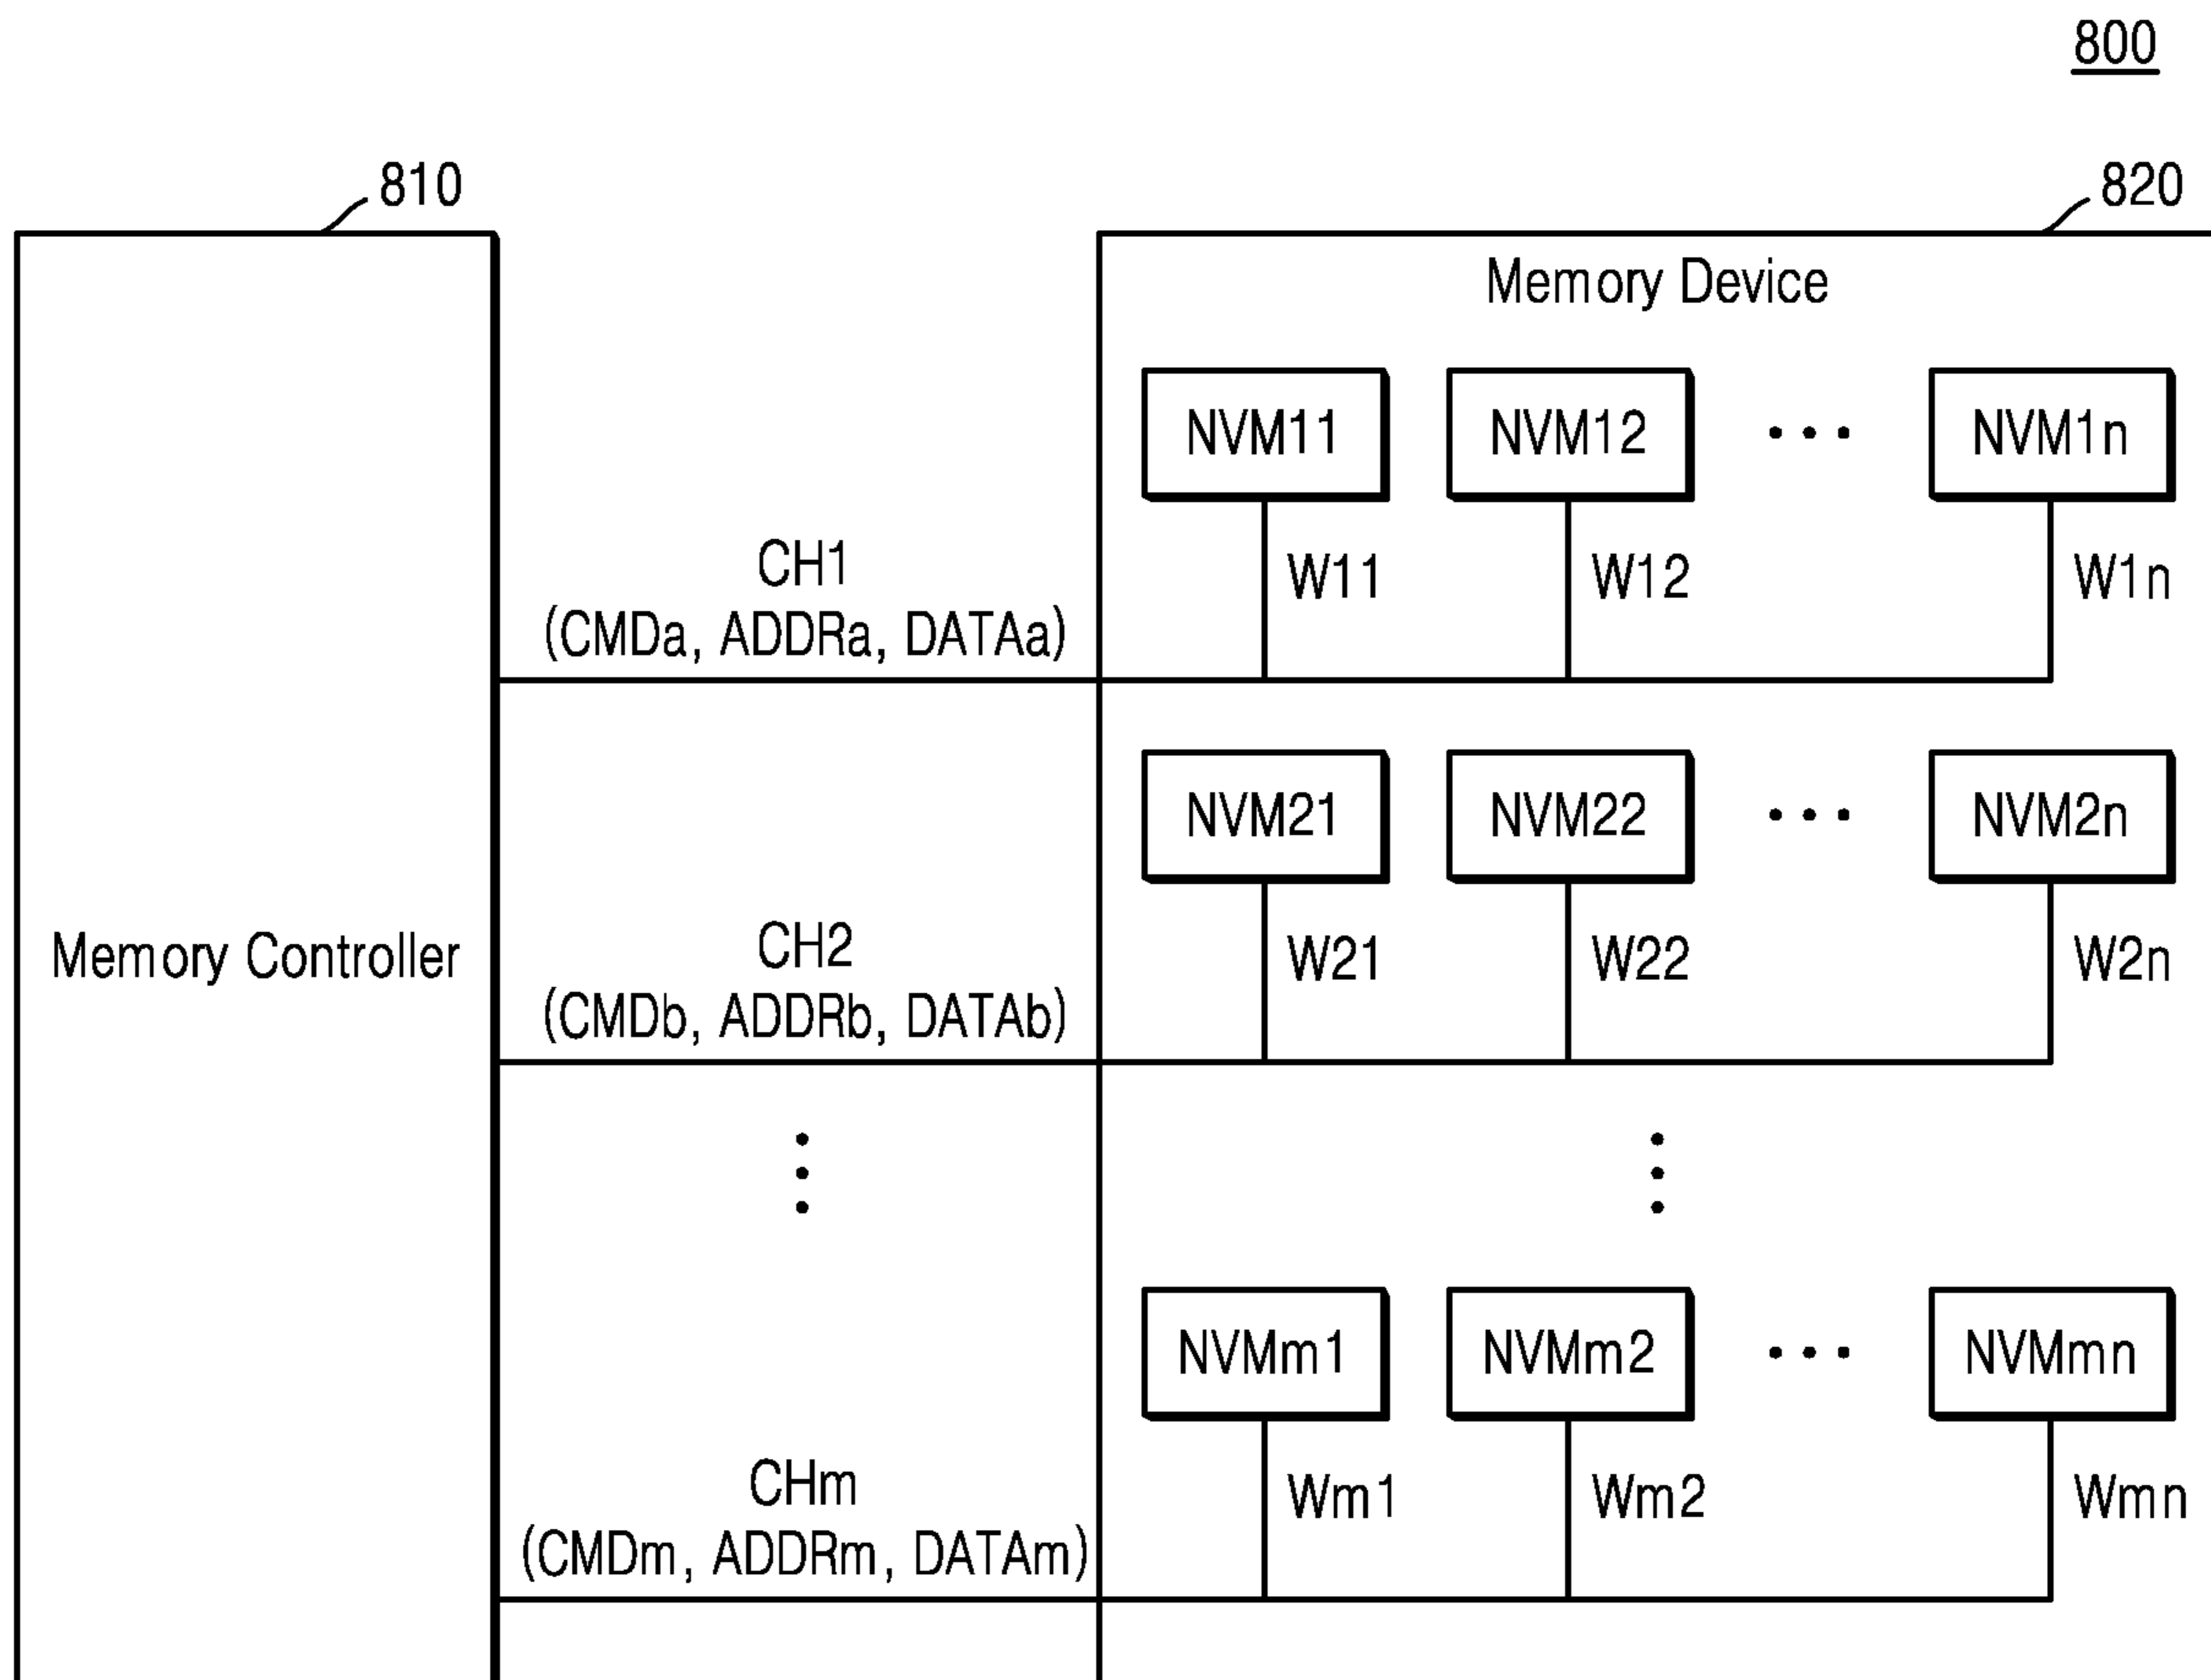 800
810
820
Memory Device
NVM11 NVM12 ... NVM1n
CH1
W11 W12 W1n
(CMDa, ADDRa, DATAa)
NVM21 NVM22 ... NVM2n
Memory Controller
CH2
W21 W22 W2n
(CMDb, ADDRb, DATAb)
NVMm1 NVMm2 ... NVMmn
CHm
Wm1 Wm2 Wmn
(CMDm, ADDRm, DATAm)